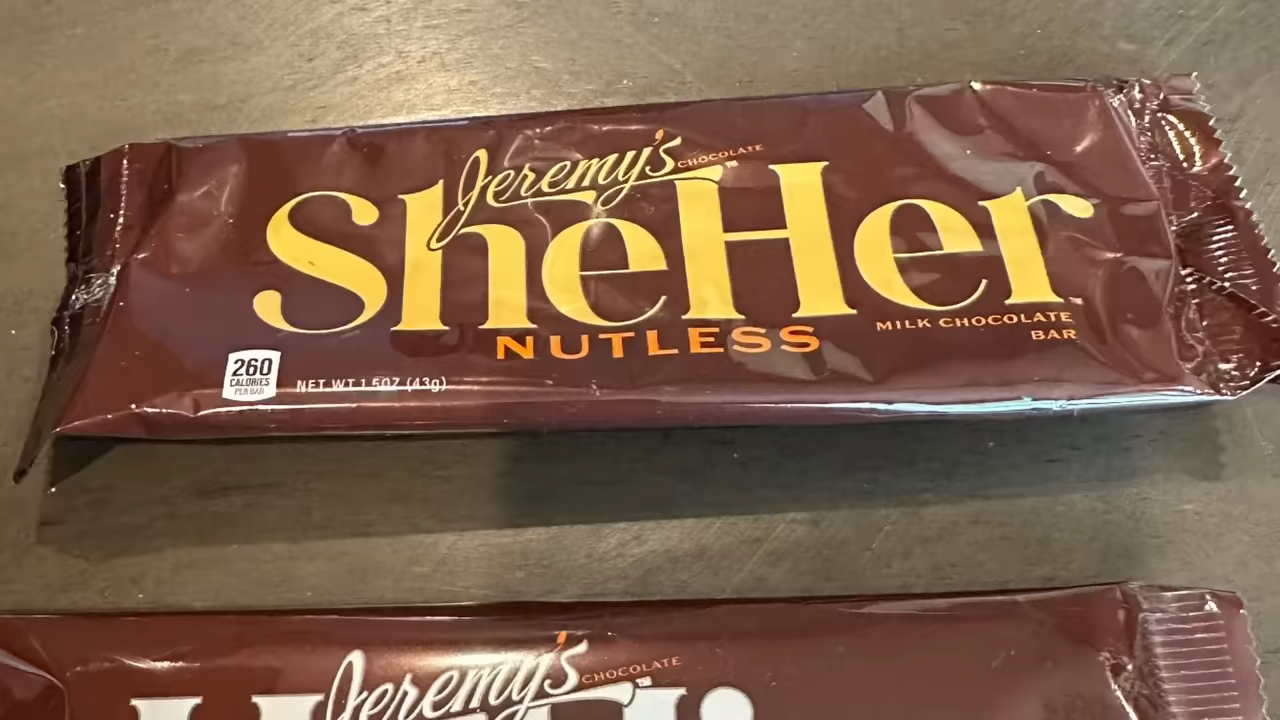 Jeremy's CHOCOLATE
SheHer
NUTLESS
MILK CHOCOLATE
BAR
260
CALORIES
PER BAR
NET WT 1.5OZ (43g)
Jeremy's CHOCOLATE